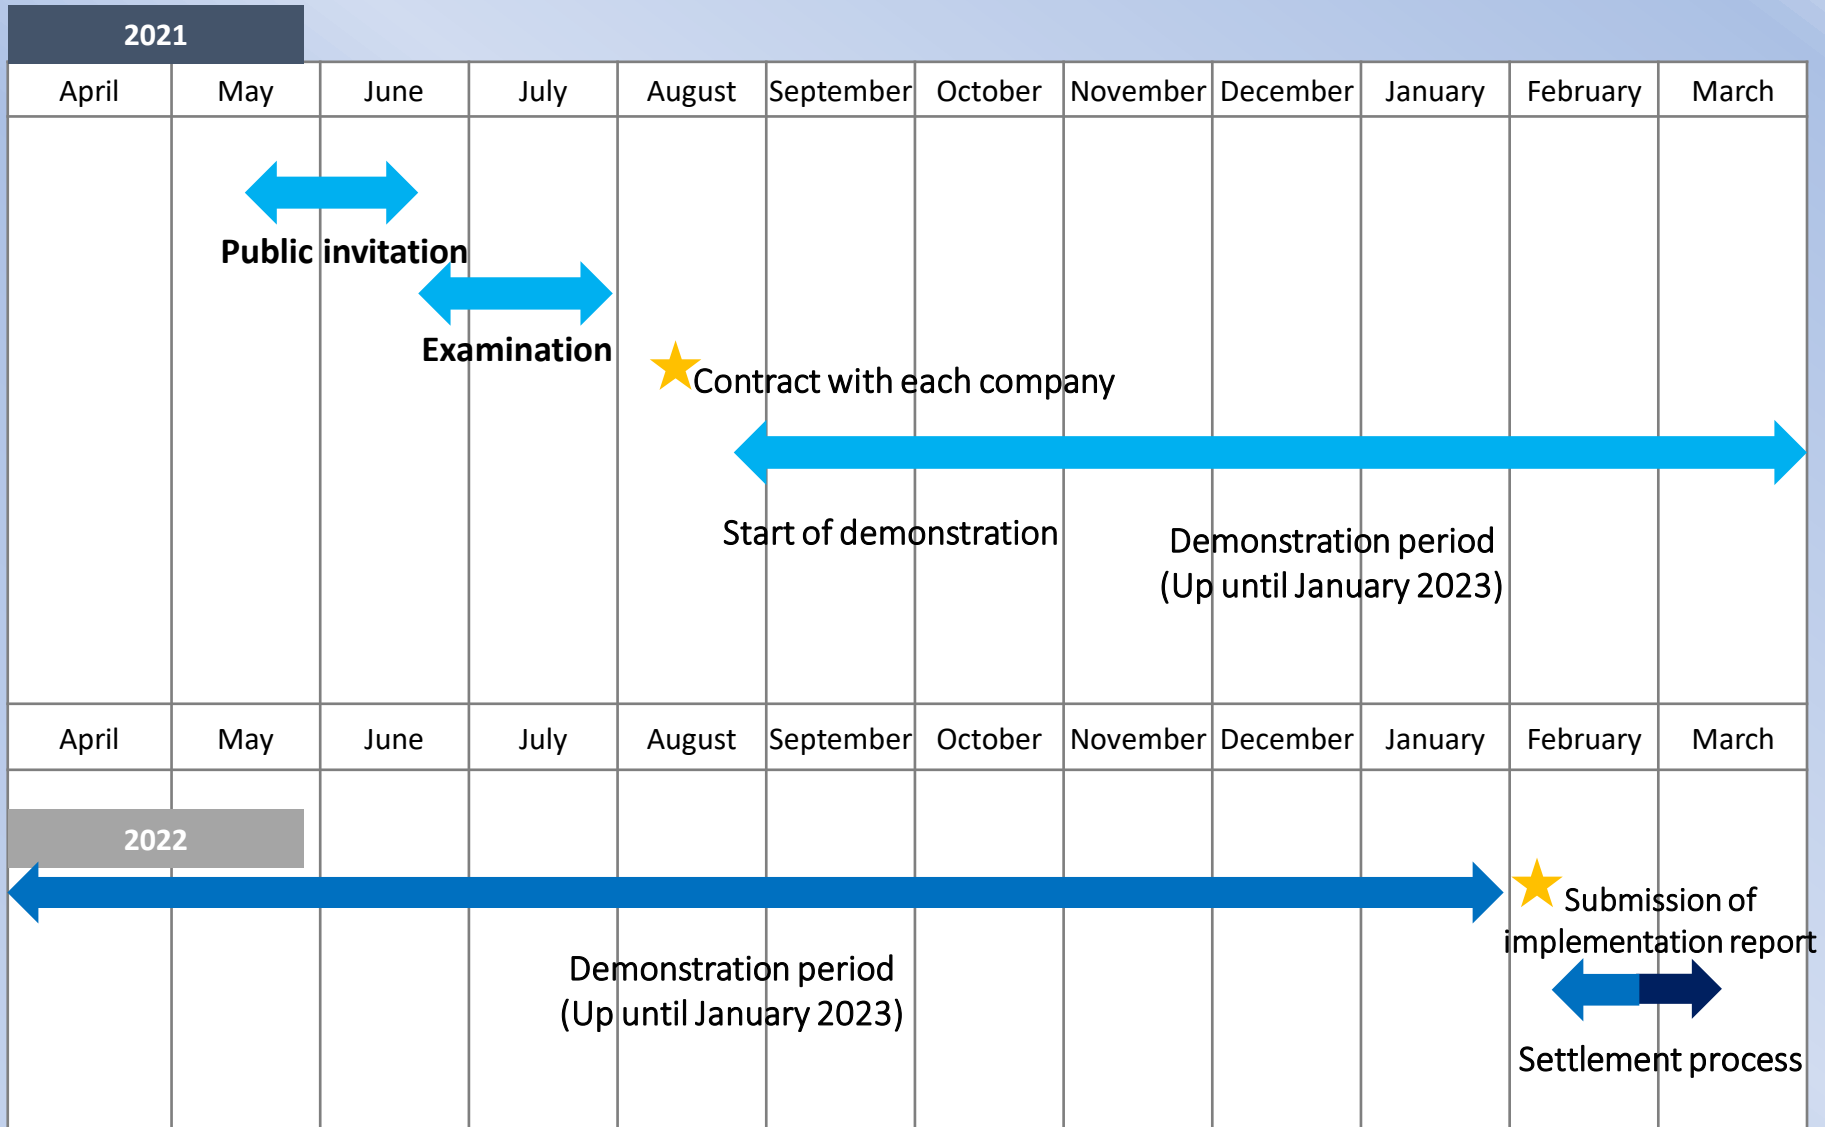 2021
April May June July August September October November December January February March
Public invitation
Examination
Contract with each company
Start of demonstration
Demonstration period
(Up until January 2023)
April May June July August September October November December January February March
2022
Submission of
implementation report
Demonstration period
(Up until January 2023)
Settlement process